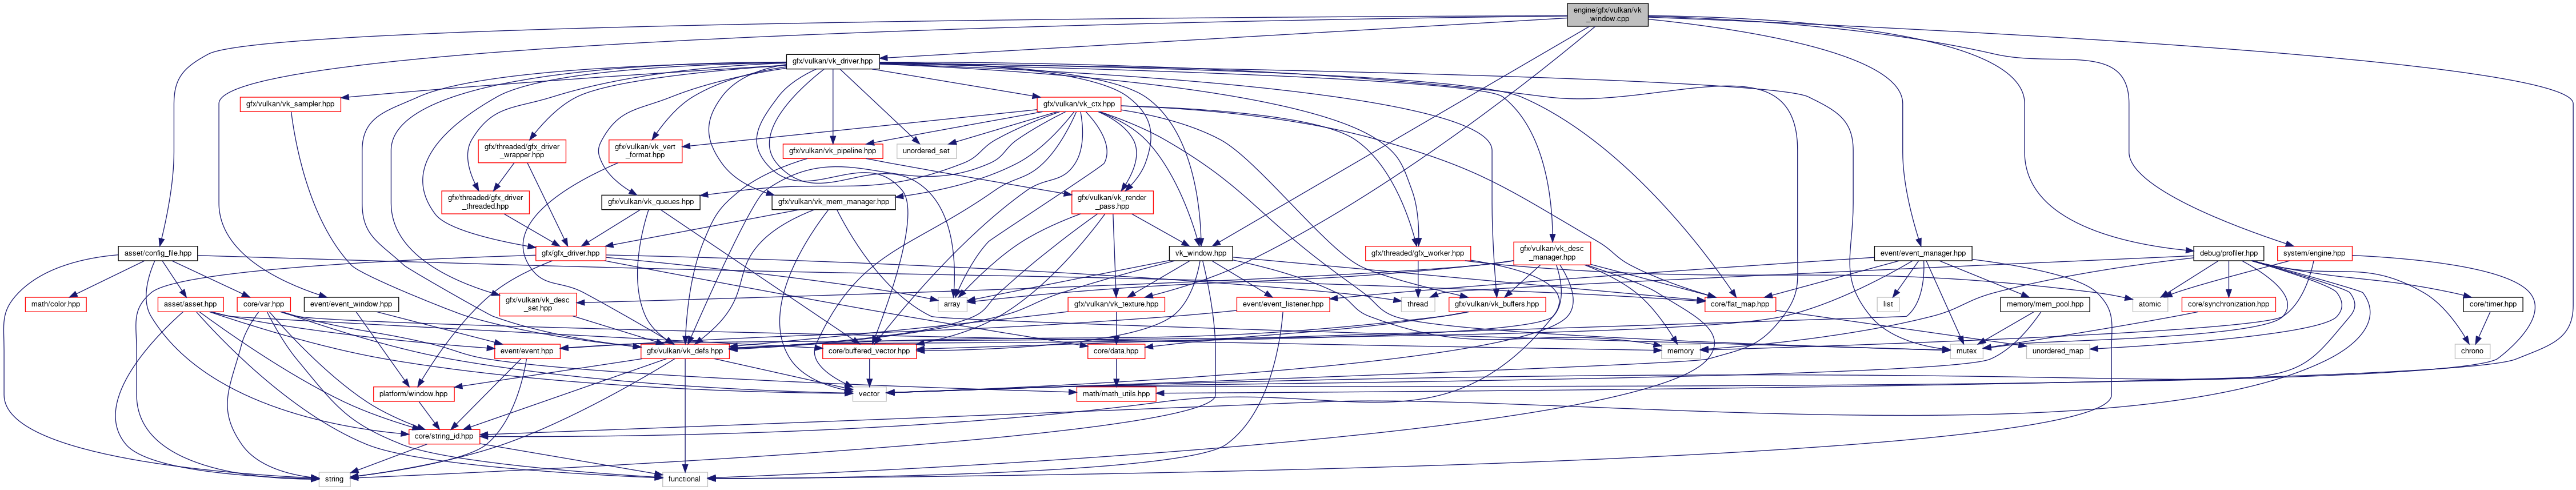 engine/gfx/vulkan/vk
_window.cpp
gfx/vulkan/vk_driver.hpp
gfx/vulkan/vk_sampler.hpp
gfx/vulkan/vk_ctx.hpp
gfx/threaded/gfx_driver
_wrapper.hpp
gfx/vulkan/vk_vert
_format.hpp
gfx/vulkan/vk_pipeline.hpp
unordered_set
gfx/threaded/gfx_driver
_threaded.hpp
gfx/vulkan/vk_queues.hpp
gfx/vulkan/vk_mem_manager.hpp
gfx/vulkan/vk_render
_pass.hpp
asset/config_file.hpp
gfx/gfx_driver.hpp
vk_window.hpp
gfx/threaded/gfx_worker.hpp
gfx/vulkan/vk_desc
_manager.hpp
event/event_manager.hpp
debug/profiler.hpp
system/engine.hpp
math/color.hpp
asset/asset.hpp
core/var.hpp
event/event_window.hpp
gfx/vulkan/vk_desc
_set.hpp
array
gfx/vulkan/vk_texture.hpp
event/event_listener.hpp
thread
gfx/vulkan/vk_buffers.hpp
core/flat_map.hpp
list
memory/mem_pool.hpp
atomic
core/synchronization.hpp
core/timer.hpp
event/event.hpp
gfx/vulkan/vk_defs.hpp
core/buffered_vector.hpp
core/data.hpp
memory
mutex
unordered_map
chrono
platform/window.hpp
vector
math/math_utils.hpp
core/string_id.hpp
string
functional